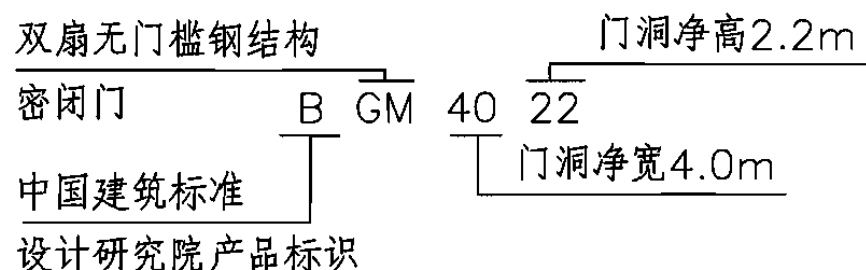 双扇无门槛钢结构
门洞净高2.2m
密闭门
B GM 40 22
门洞净宽4.0m
中国建筑标准
设计研究院产品标识